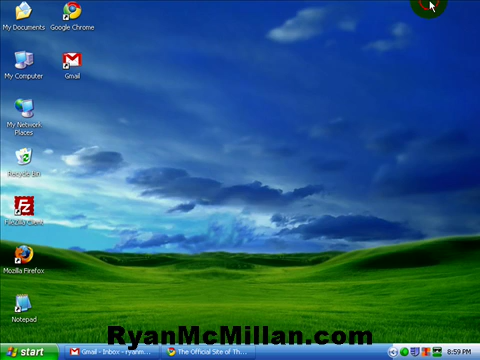 My Documents
Google Chrome
My Computer
Gmail
My Network
Places
Recycle Bin
FileZilla Client
Mozilla Firefox
Notepad
RyanMcMillan.com
start
Gmail - Inbox - ryanm...
The Official Site of Th...
8:59 PM